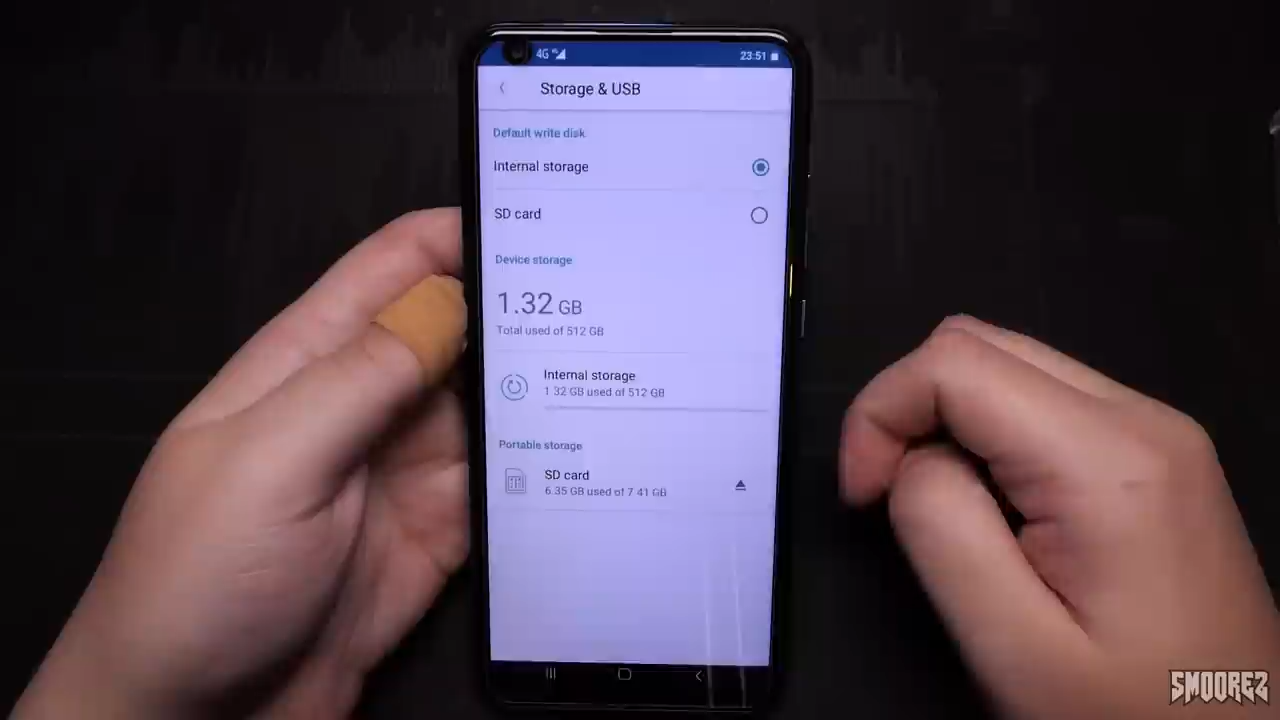 4G 23:51
Storage & USB
Default write disk
Internal storage
SD card
Device storage
1.32 GB
Total used of 512 GB
Internal storage
1.32 GB used of 512 GB
Portable storage
SD card
6.35 GB used of 7.41 GB
SMOOREZ